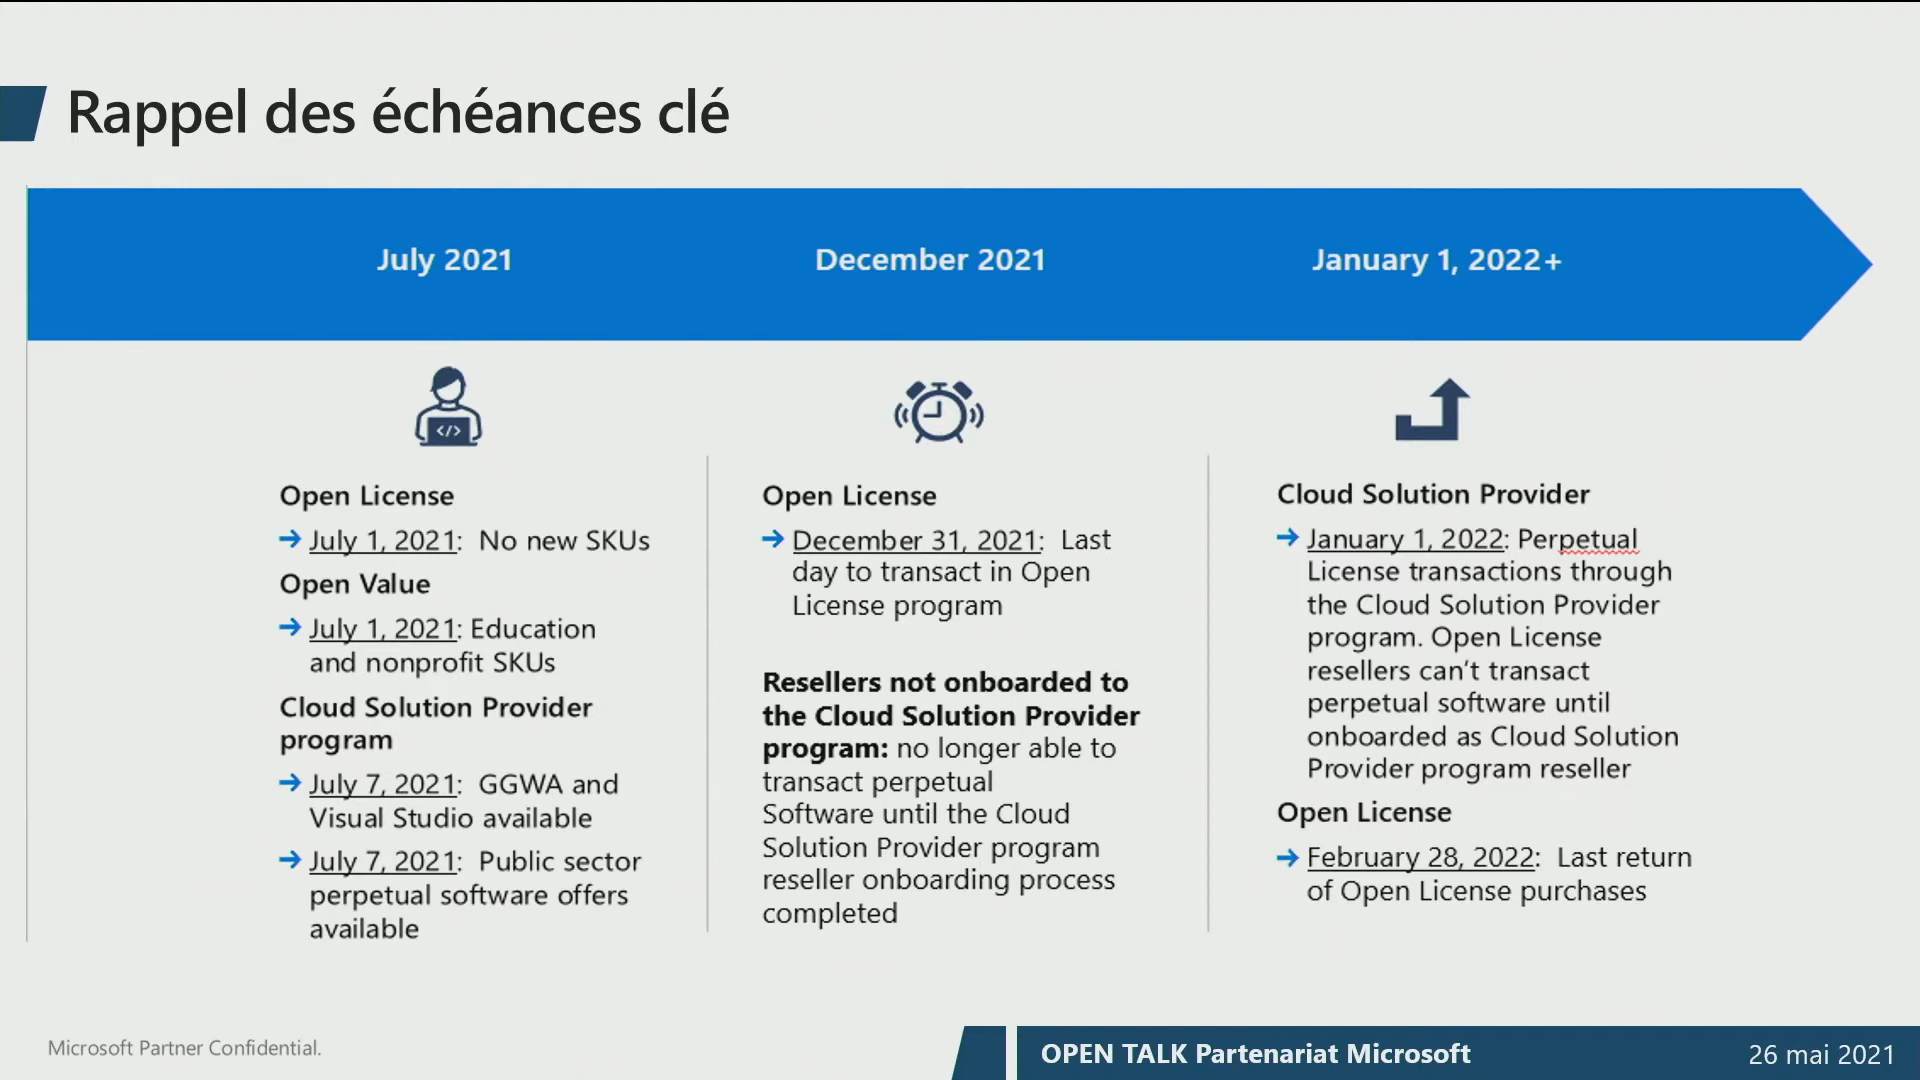 Rappel des échéances clé
July 2021
December 2021
January 1, 2022+
</>
Open License
July 1, 2021:  No new SKUs
Open Value
July 1, 2021: Education
and nonprofit SKUs
Cloud Solution Provider
program
July 7, 2021:  GGWA and
Visual Studio available
July 7, 2021:  Public sector
perpetual software offers
available
Open License
December 31, 2021:  Last
day to transact in Open
License program
Resellers not onboarded to
the Cloud Solution Provider
program: no longer able to
transact perpetual
Software until the Cloud
Solution Provider program
reseller onboarding process
completed
Cloud Solution Provider
January 1, 2022: Perpetual
License transactions through
the Cloud Solution Provider
program. Open License
resellers can't transact
perpetual software until
onboarded as Cloud Solution
Provider program reseller
Open License
February 28, 2022:  Last return
of Open License purchases
Microsoft Partner Confidential.
OPEN TALK Partenariat Microsoft
26 mai 2021